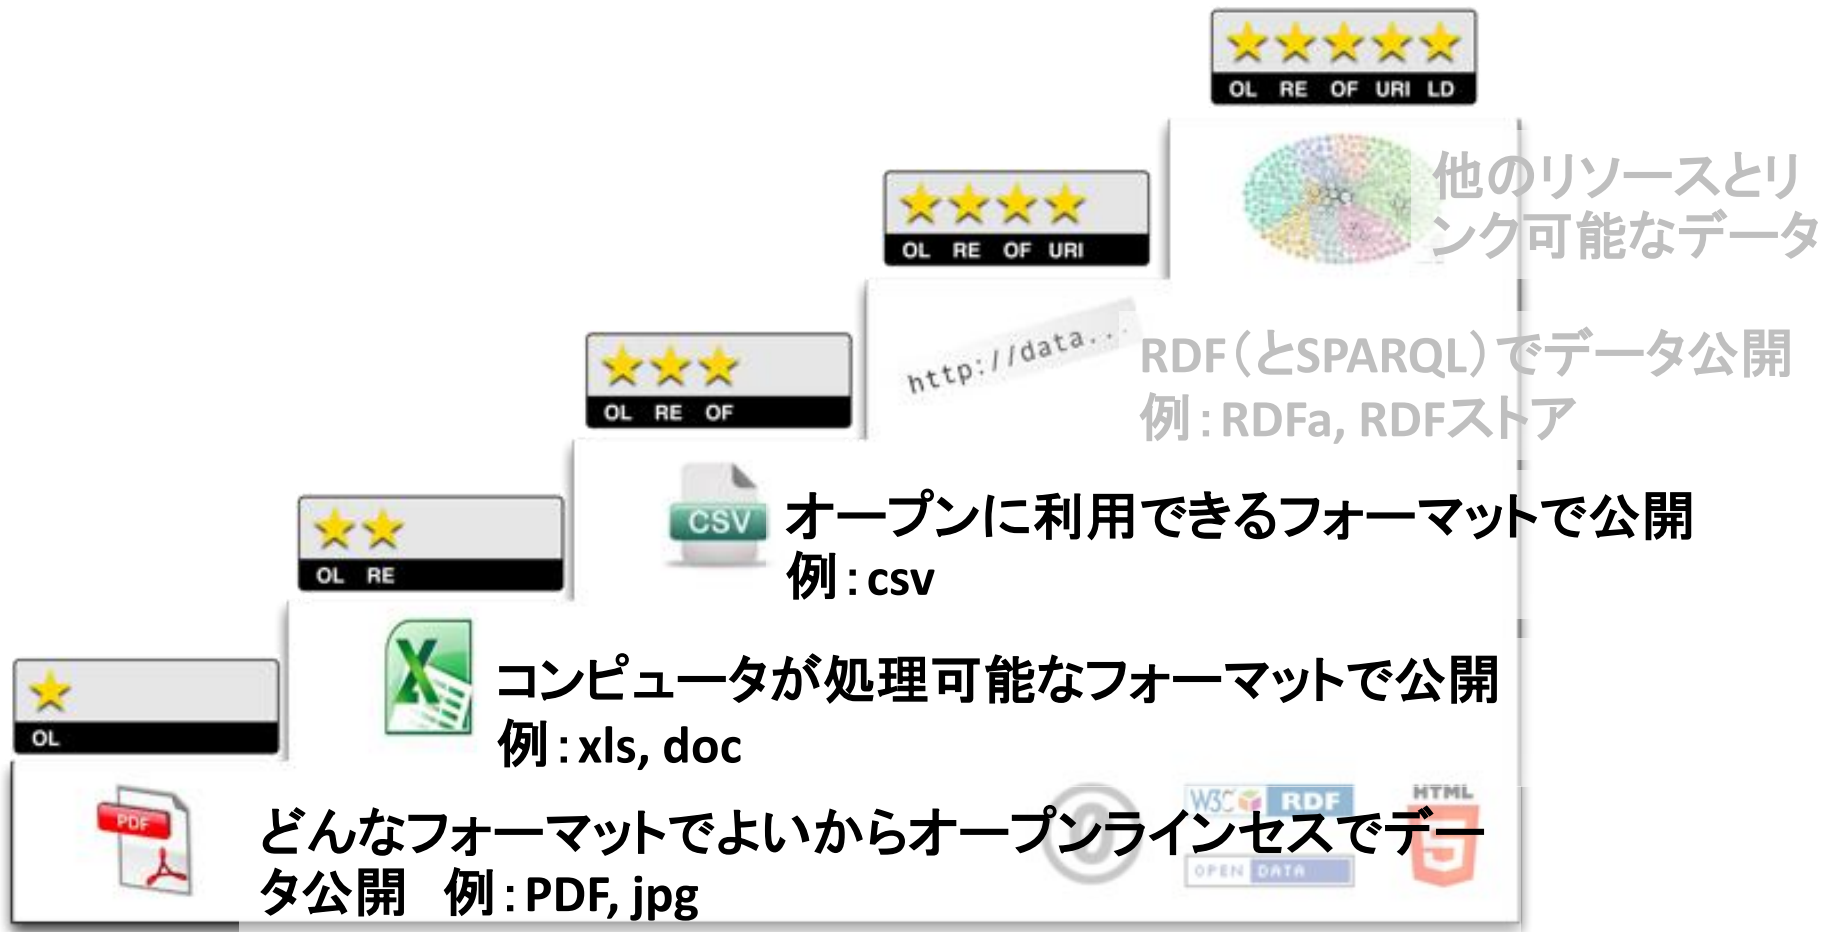 OL RE OF URI LD
他のリソースとリ
ンク可能なデータ
OL RE OF URI
http://data...
RDF（とSPARQL）でデータ公開
例：RDFa, RDFストア
OL RE OF
CSV
オープンに利用できるフォーマットで公開
例：csv
OL RE
コンピュータが処理可能なフォーマットで公開
例：xls, doc
OL
PDF
どんなフォーマットでよいからオープンラインセスでデー
タ公開　例：PDF, jpg
W3C RDF
OPEN DATA
HTML
5